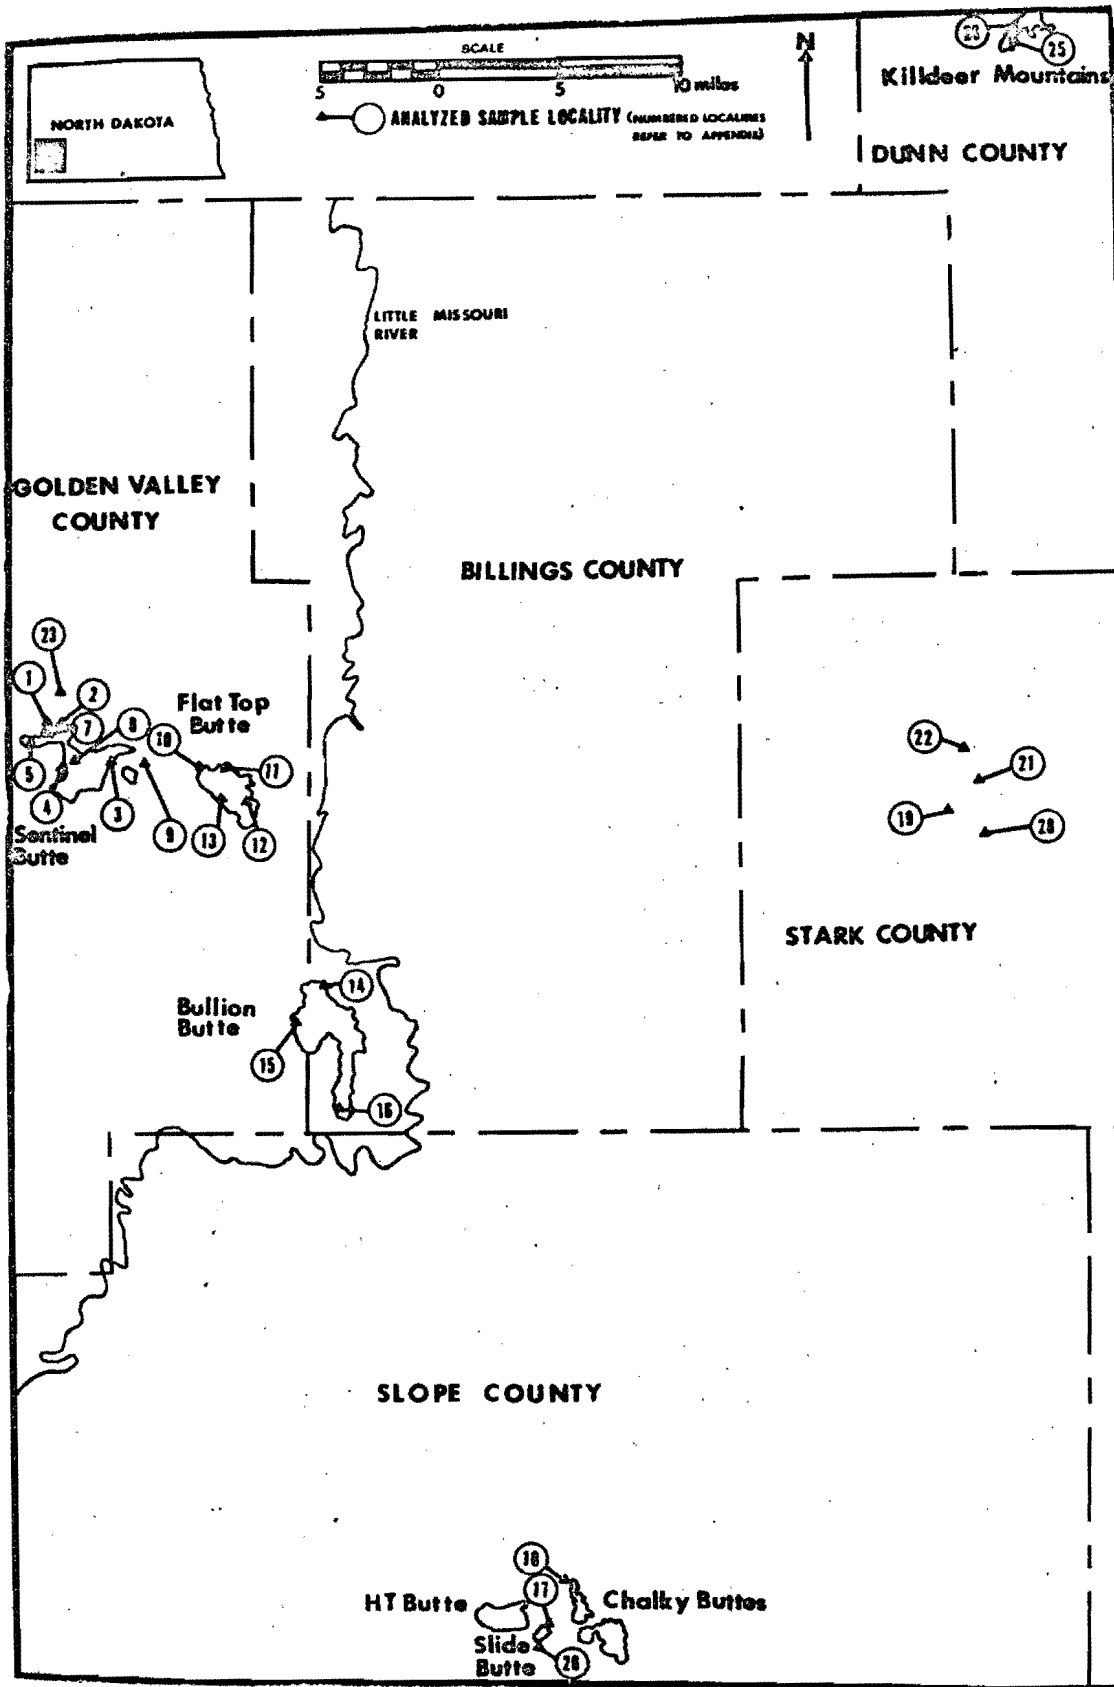 SCALE
5 0 5 10 miles
N
ANALYZED SAMPLE LOCALITY (NUMBERED LOCALITIES
REFER TO APPENDIX)
NORTH DAKOTA
25
Killdeer Mountains
DUNN COUNTY
LITTLE MISSOURI
RIVER
GOLDEN VALLEY
COUNTY
BILLINGS COUNTY
23
1
2
7
8
Flat Top
Butte
10
11
5
4
3
9
13
12
Sentinel
Butte
22
21
19
20
STARK COUNTY
14
Bullion
Butte
15
16
SLOPE COUNTY
18
17
HT Butte
Chalky Buttes
Slide
Butte
26